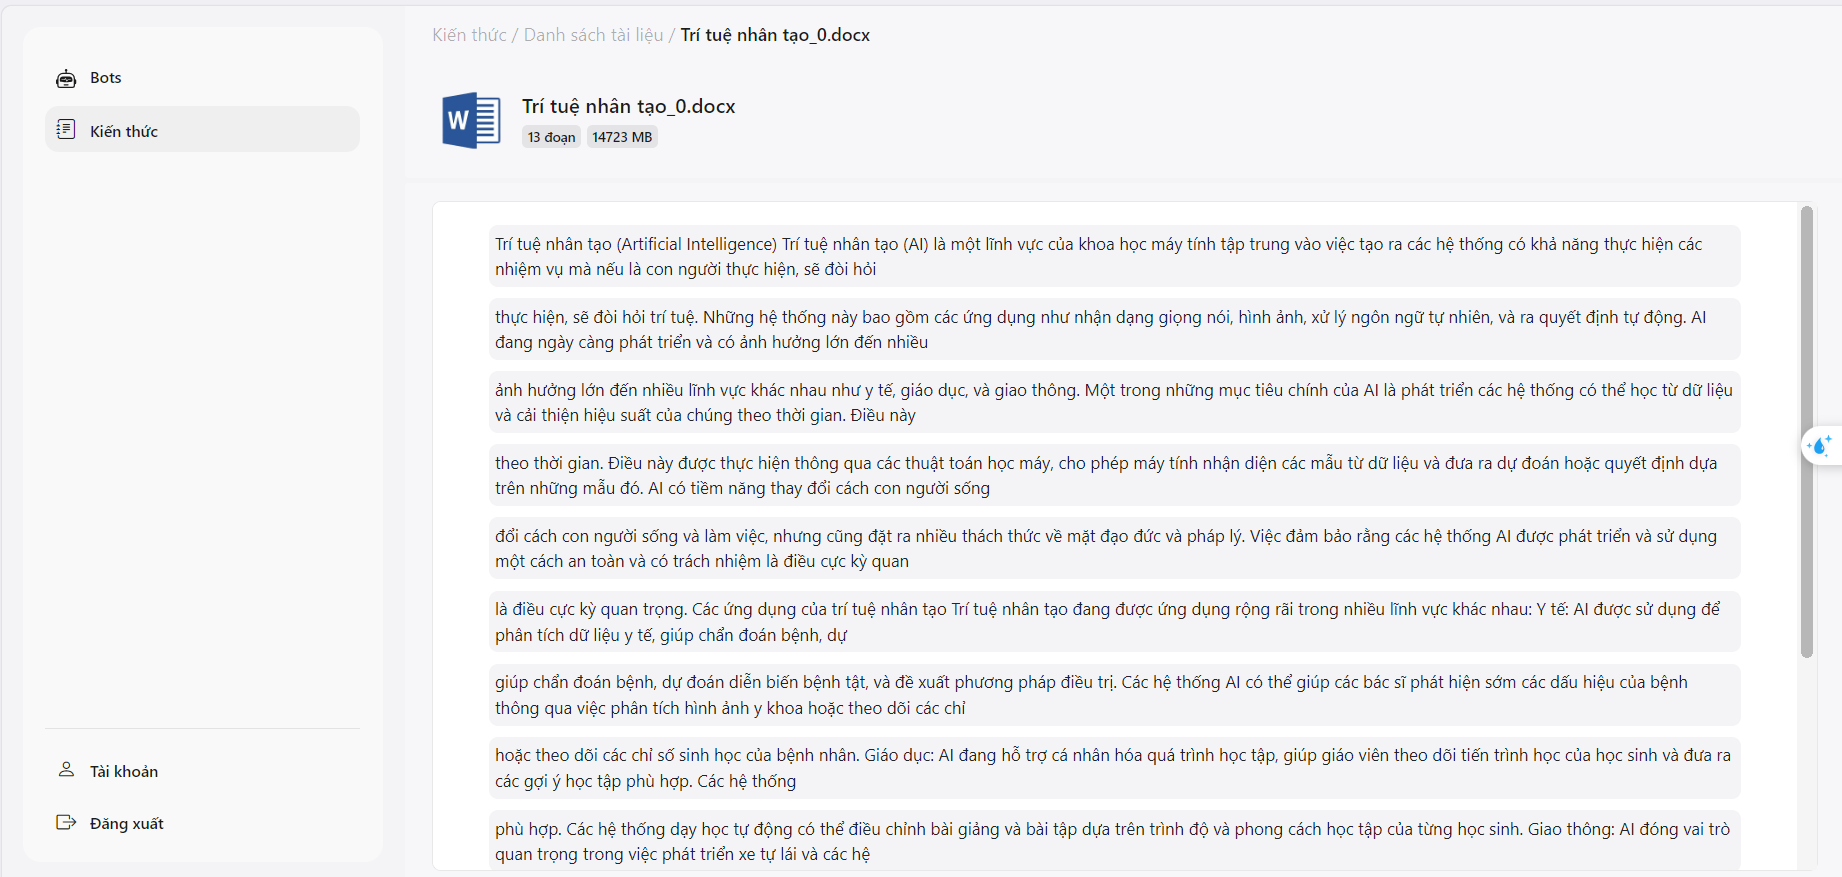 Bots
Kiến thức
Tài khoản
Đăng xuất
Kiến thức / Danh sách tài liệu / Trí tuệ nhân tạo_0.docx
W
Trí tuệ nhân tạo_0.docx
13 đoạn 14723 MB
Trí tuệ nhân tạo (Artificial Intelligence) Trí tuệ nhân tạo (AI) là một lĩnh vực của khoa học máy tính tập trung vào việc tạo ra các hệ thống có khả năng thực hiện các
nhiệm vụ mà nếu là con người thực hiện, sẽ đòi hỏi
thực hiện, sẽ đòi hỏi trí tuệ. Những hệ thống này bao gồm các ứng dụng như nhận dạng giọng nói, hình ảnh, xử lý ngôn ngữ tự nhiên, và ra quyết định tự động. AI
đang ngày càng phát triển và có ảnh hưởng lớn đến nhiều
ảnh hưởng lớn đến nhiều lĩnh vực khác nhau như y tế, giáo dục, và giao thông. Một trong những mục tiêu chính của AI là phát triển các hệ thống có thể học từ dữ liệu
và cải thiện hiệu suất của chúng theo thời gian. Điều này
theo thời gian. Điều này được thực hiện thông qua các thuật toán học máy, cho phép máy tính nhận diện các mẫu từ dữ liệu và đưa ra dự đoán hoặc quyết định dựa
trên những mẫu đó. AI có tiềm năng thay đổi cách con người sống
đổi cách con người sống và làm việc, nhưng cũng đặt ra nhiều thách thức về mặt đạo đức và pháp lý. Việc đảm bảo rằng các hệ thống AI được phát triển và sử dụng
một cách an toàn và có trách nhiệm là điều cực kỳ quan
là điều cực kỳ quan trọng. Các ứng dụng của trí tuệ nhân tạo Trí tuệ nhân tạo đang được ứng dụng rộng rãi trong nhiều lĩnh vực khác nhau: Y tế: AI được sử dụng để
phân tích dữ liệu y tế, giúp chẩn đoán bệnh, dự
giúp chẩn đoán bệnh, dự đoán diễn biến bệnh tật, và đề xuất phương pháp điều trị. Các hệ thống AI có thể giúp các bác sĩ phát hiện sớm các dấu hiệu của bệnh
thông qua việc phân tích hình ảnh y khoa hoặc theo dõi các chỉ
hoặc theo dõi các chỉ số sinh học của bệnh nhân. Giáo dục: AI đang hỗ trợ cá nhân hóa quá trình học tập, giúp giáo viên theo dõi tiến trình học của học sinh và đưa ra
các gợi ý học tập phù hợp. Các hệ thống
phù hợp. Các hệ thống dạy học tự động có thể điều chỉnh bài giảng và bài tập dựa trên trình độ và phong cách học tập của từng học sinh. Giao thông: AI đóng vai trò
quan trọng trong việc phát triển xe tự lái và các hệ